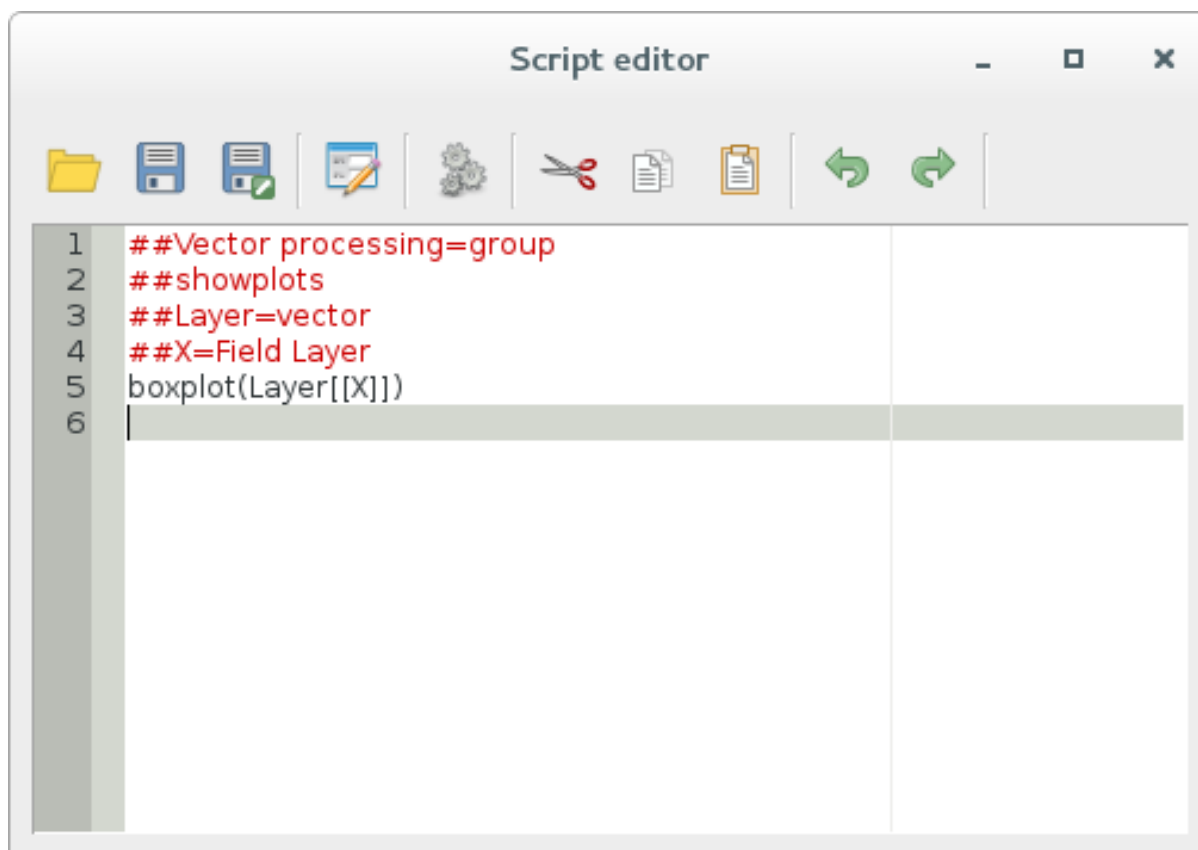 Script editor
1 ##Vector processing=group
2 ##showplots
3 ##Layer=vector
4 ##X=Field Layer
5 boxplot(Layer[[X]])
6